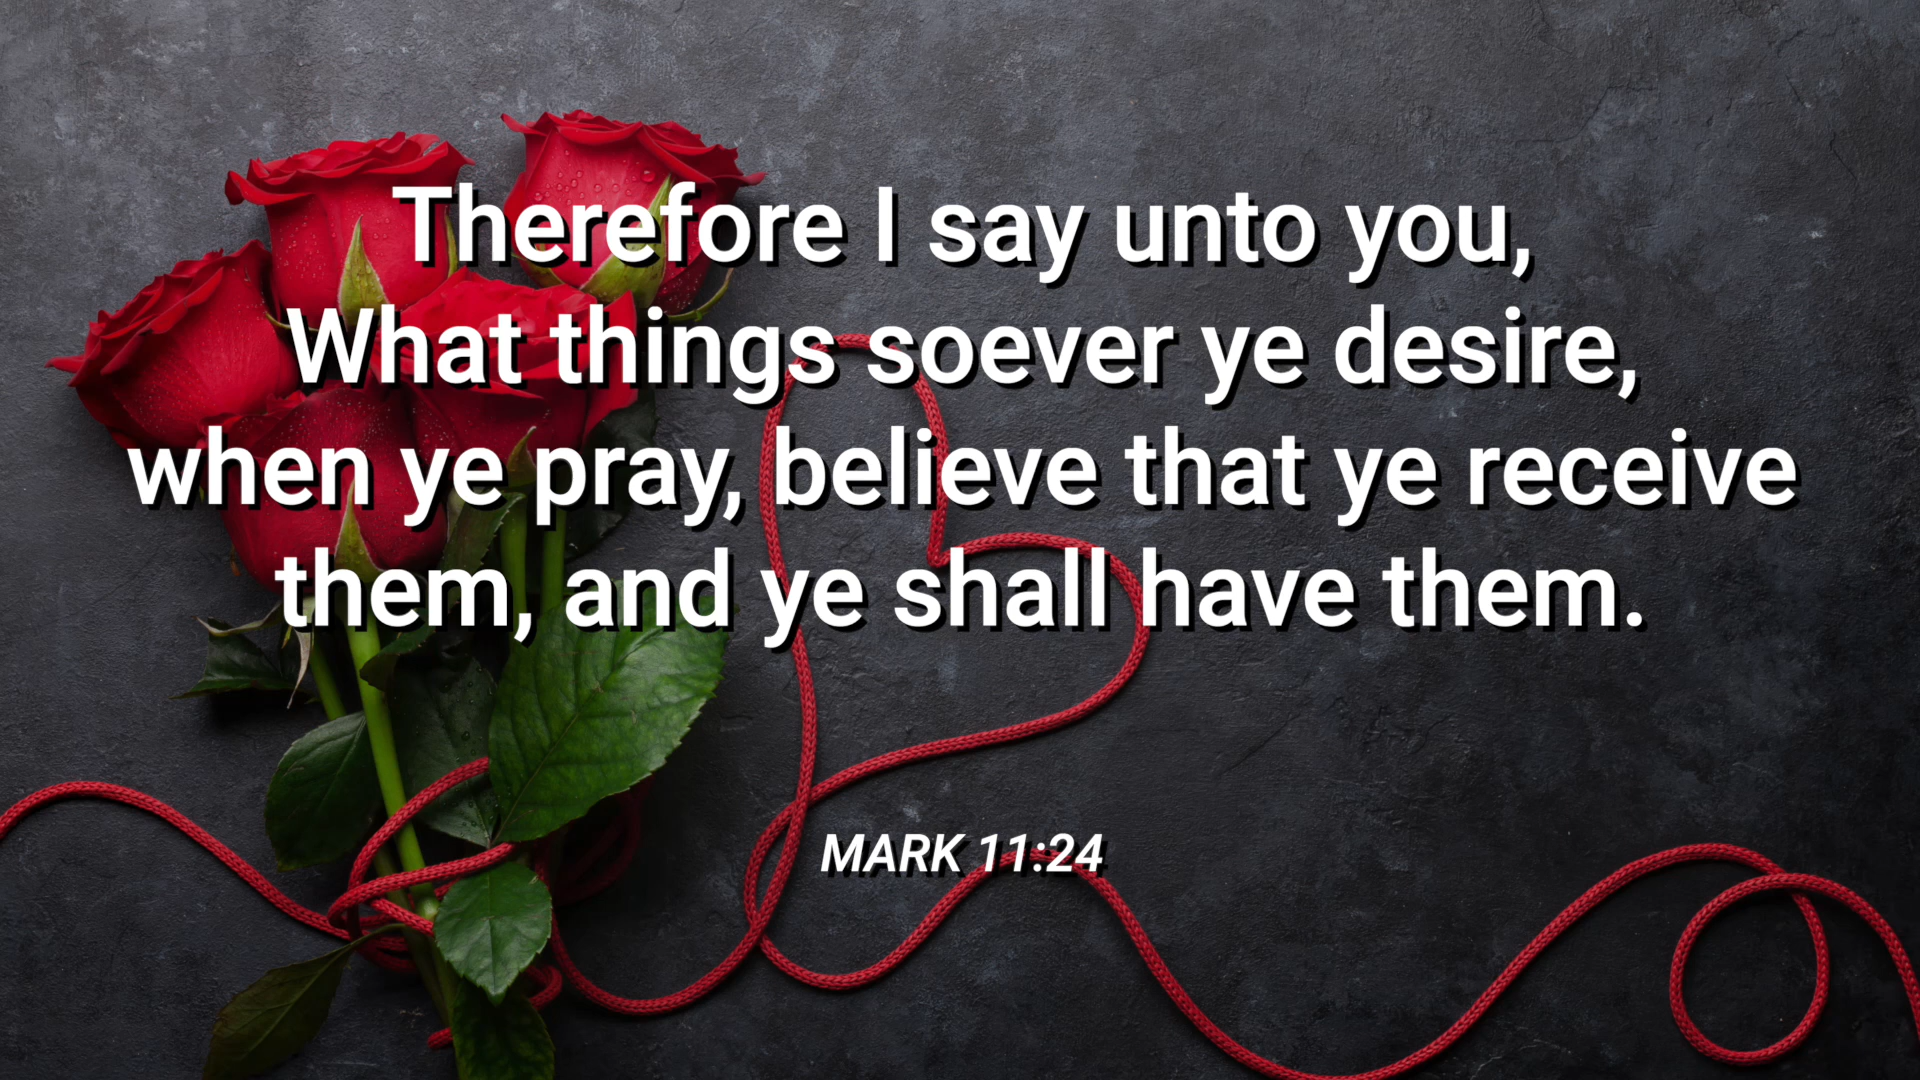 Therefore I say unto you,
What things soever ye desire,
when ye pray, believe that ye receive
them, and ye shall have them.
MARK 11:24